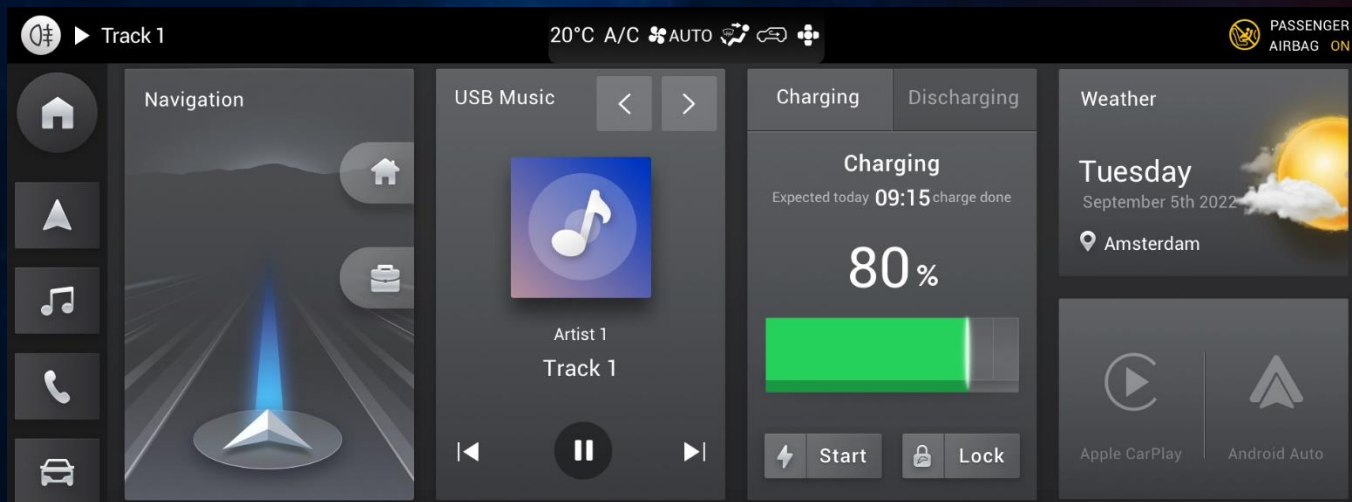 Track 1
20°C A/C AUTO
PASSENGER
AIRBAG ON
Navigation
USB Music
Artist 1
Track 1
Charging Discharging
Charging
Expected today 09:15 charge done
80 %
Start Lock
Weather
Tuesday
September 5th 2022
Amsterdam
Apple CarPlay Android Auto